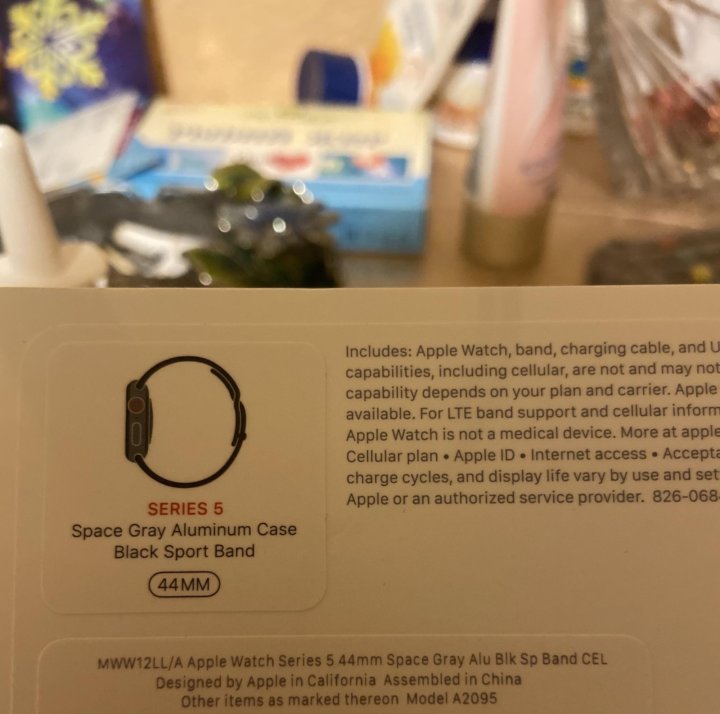 Includes: Apple Watch, band, charging cable, and U
capabilities, including cellular, are not and may not
capability depends on your plan and carrier. Apple
available. For LTE band support and cellular inform
Apple Watch is not a medical device. More at apple
Cellular plan • Apple ID • Internet access • Accepta
charge cycles, and display life vary by use and set
Apple or an authorized service provider. 826-068
SERIES 5
Space Gray Aluminum Case
Black Sport Band
44MM
MWW12LL/A Apple Watch Series 5 44mm Space Gray Alu Blk Sp Band CEL
Designed by Apple in California Assembled in China
Other items as marked thereon Model A2095